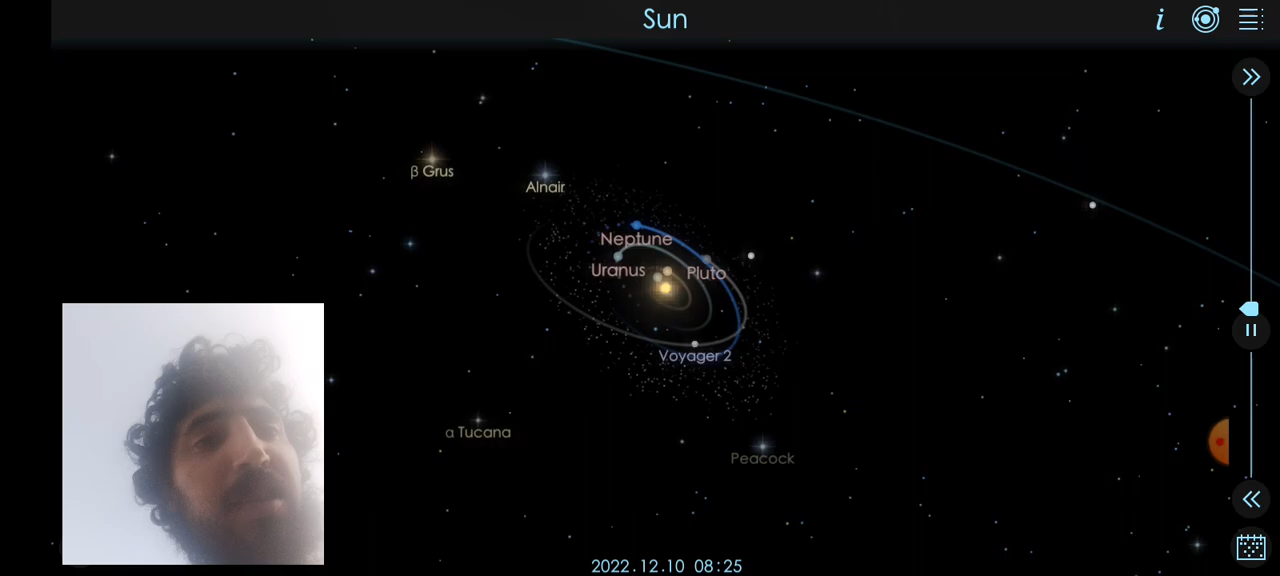 Sun
i
β Grus
Alnair
Neptune
Uranus
Pluto
Voyager 2
α Tucana
Peacock
2022.12.10 08:25